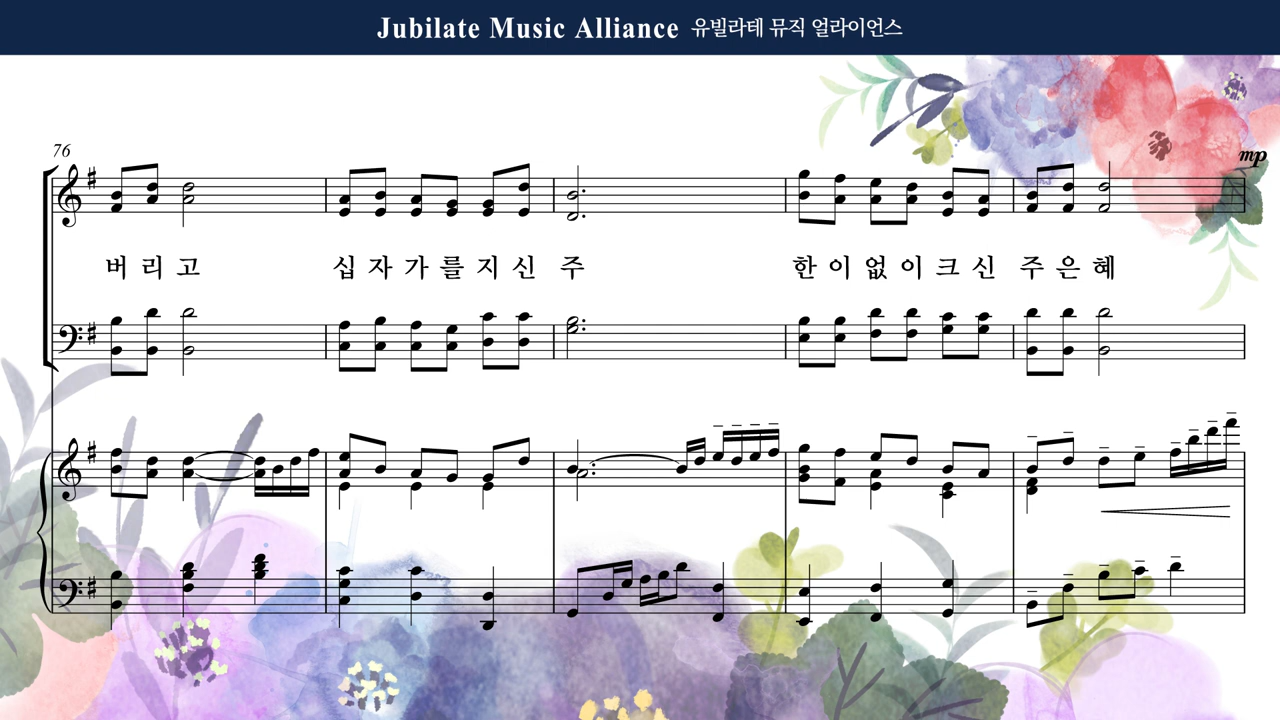 Jubilate Music Alliance 유빌라테 뮤직 얼라이언스
76
mp
버 리 고 십 자 가 를 지 신 주 한 이 없 이 크 신 주 은 혜